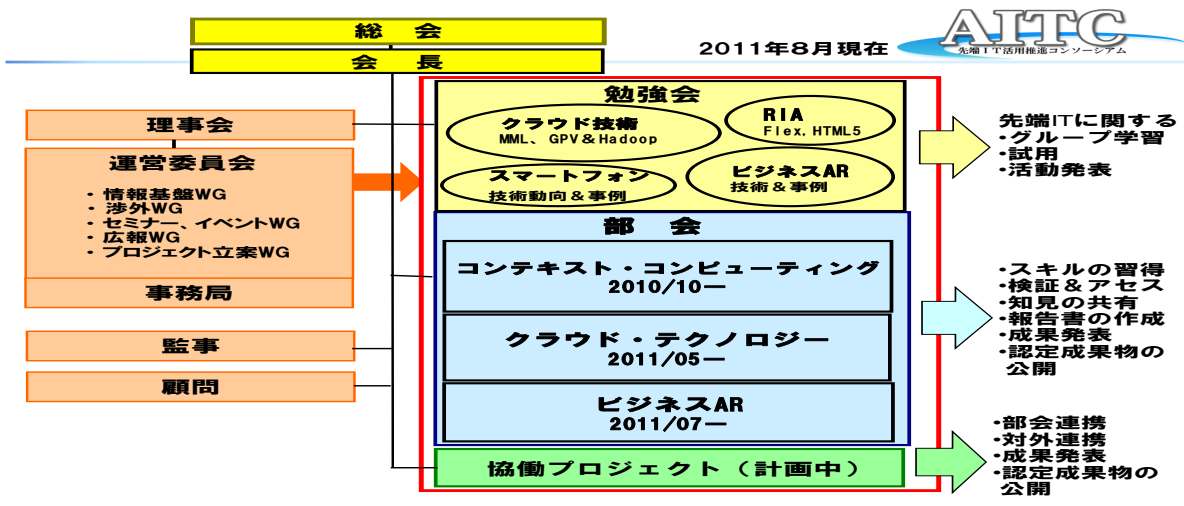 総　会
会　長
2011年8月現在
AITC
先端IT活用推進コンソーシアム
理事会
運営委員会
・情報基盤WG
・渉外WG
・セミナー、イベントWG
・広報WG
・プロジェクト立案WG
事務局
監事
顧問
勉強会
クラウド技術
MML、GPV＆Hadoop
RIA
Flex, HTML5
スマートフォン
技術動向＆事例
ビジネスAR
技術＆事例
部　会
コンテキスト・コンピューティング
2010/10―
クラウド・テクノロジー
2011/05―
ビジネスAR
2011/07―
協働プロジェクト（計画中）
先端ITに関する
・グループ学習
・試用
・活動発表
・スキルの習得
・検証＆アセス
・知見の共有
・報告書の作成
・成果発表
・認定成果物の
公開
・部会連携
・対外連携
・成果発表
・認定成果物の
公開